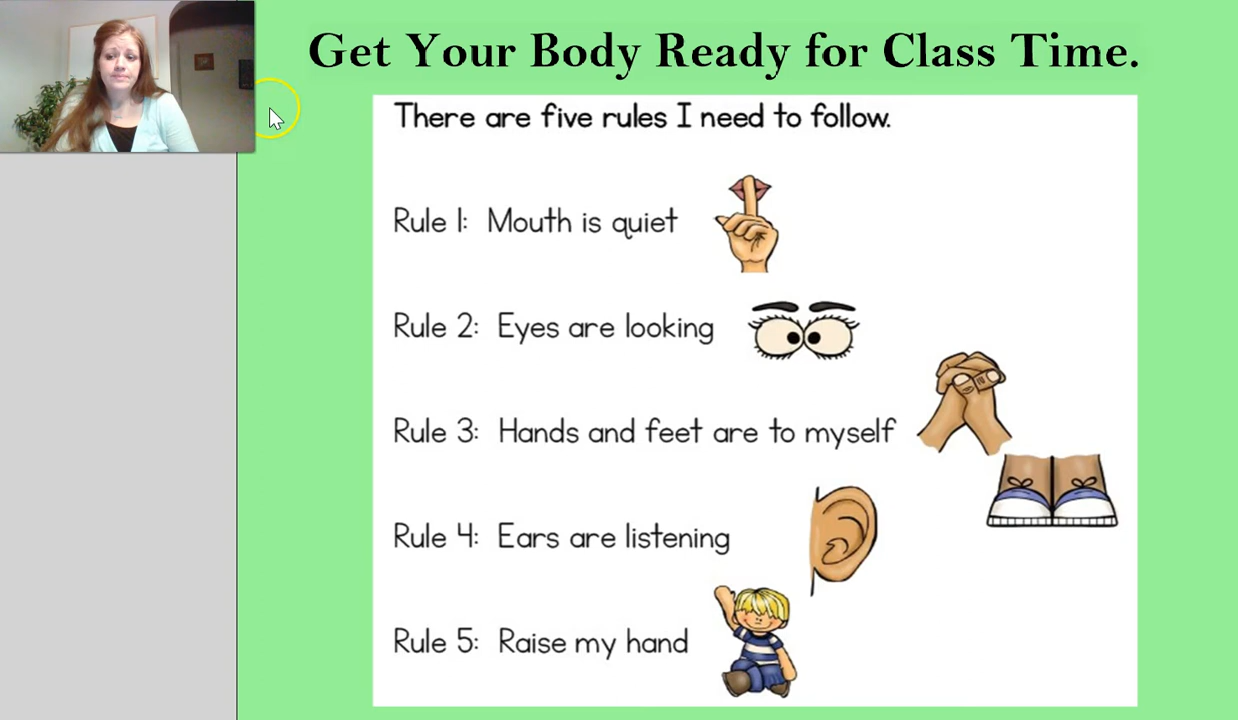 Get Your Body Ready for Class Time.
There are five rules I need to follow.
Rule 1: Mouth is quiet
Rule 2: Eyes are looking
Rule 3: Hands and feet are to myself
Rule 4: Ears are listening
Rule 5: Raise my hand